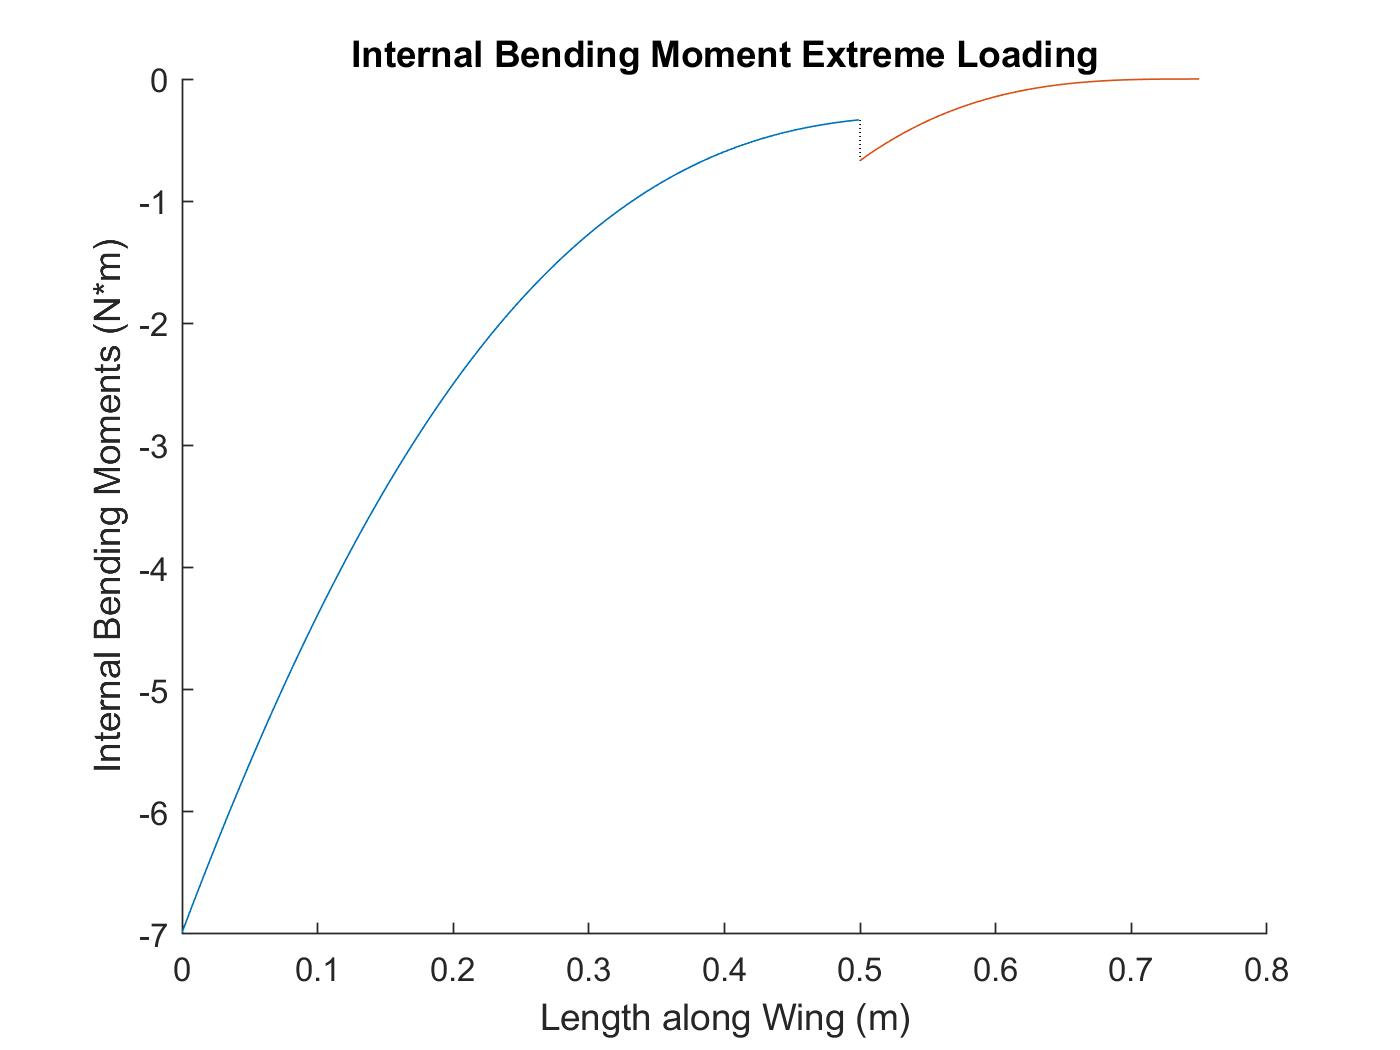 Internal Bending Moment Extreme Loading
0
-1
-2
-3
-4
-5
-6
-7
Internal Bending Moments (N*m)
0 0.1 0.2 0.3 0.4 0.5 0.6 0.7 0.8
Length along Wing (m)